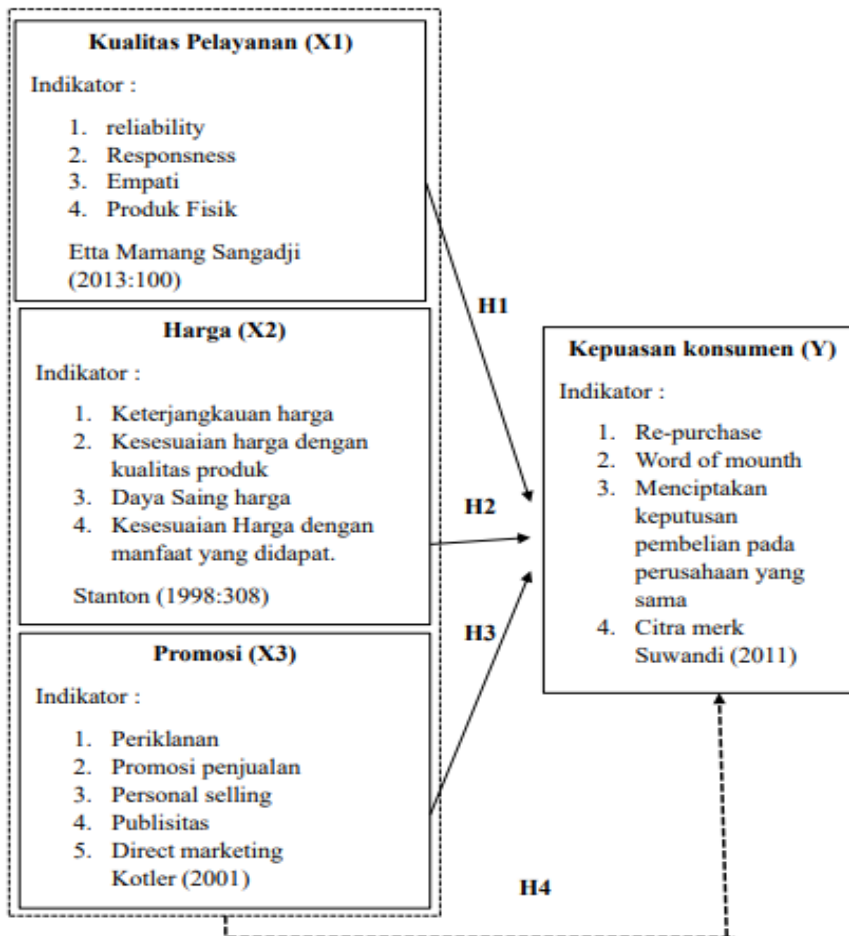 Kualitas Pelayanan (X1)
Indikator :
1. reliability
2. Responsness
3. Empati
4. Produk Fisik
Etta Mamang Sangadji
(2013:100)
Harga (X2)
Indikator :
1. Keterjangkauan harga
2. Kesesuaian harga dengan
kualitas produk
3. Daya Saing harga
4. Kesesuaian Harga dengan
manfaat yang didapat.
Stanton (1998:308)
Promosi (X3)
Indikator :
1. Periklanan
2. Promosi penjualan
3. Personal selling
4. Publisitas
5. Direct marketing
Kotler (2001)
H1
H2
H3
H4
Kepuasan konsumen (Y)
Indikator :
1. Re-purchase
2. Word of mounth
3. Menciptakan
keputusan
pembelian pada
perusahaan yang
sama
4. Citra merk
Suwandi (2011)